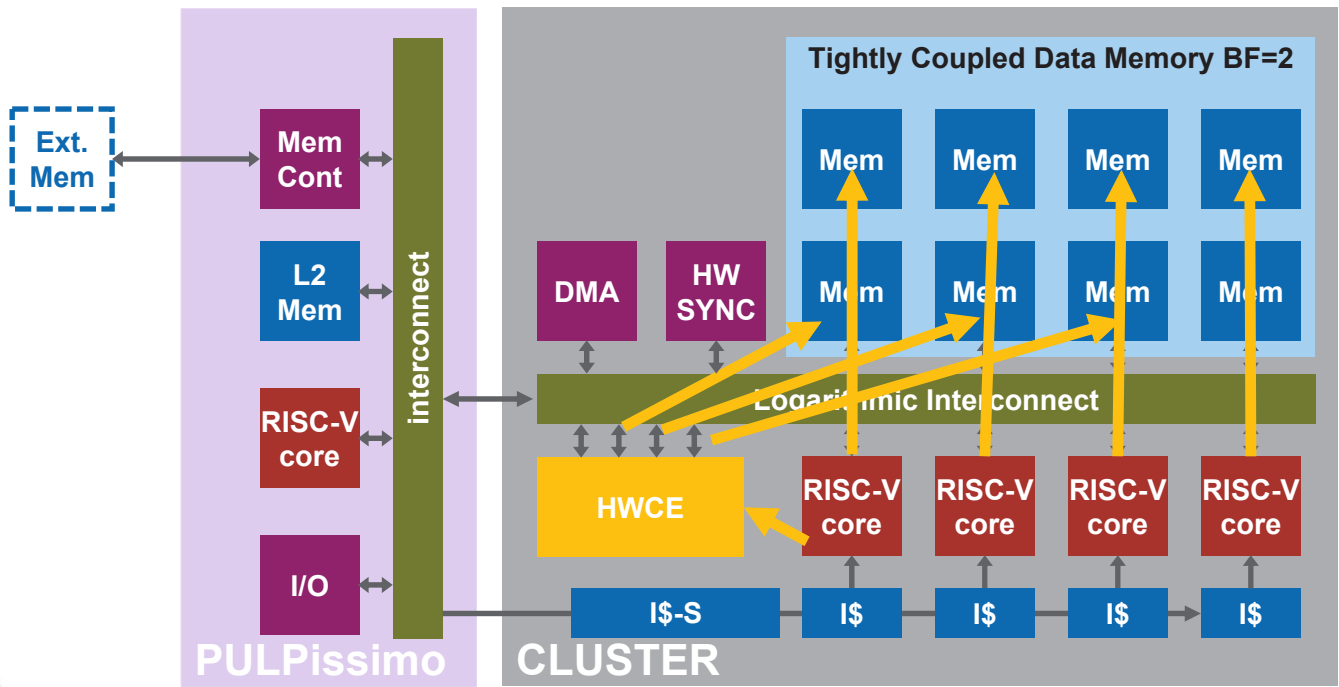 Tightly Coupled Data Memory BF=2
Ext.
Mem
Mem
Cont
Mem
Mem
Mem
Mem
L2
Mem
interconnect
DMA
HW
SYNC
Mem
Mem
Mem
Mem
Logarithmic Interconnect
RISC-V
core
HWCE
RISC-V
core
RISC-V
core
RISC-V
core
RISC-V
core
I/O
I$-S
I$
I$
I$
I$
PULPissimo
CLUSTER